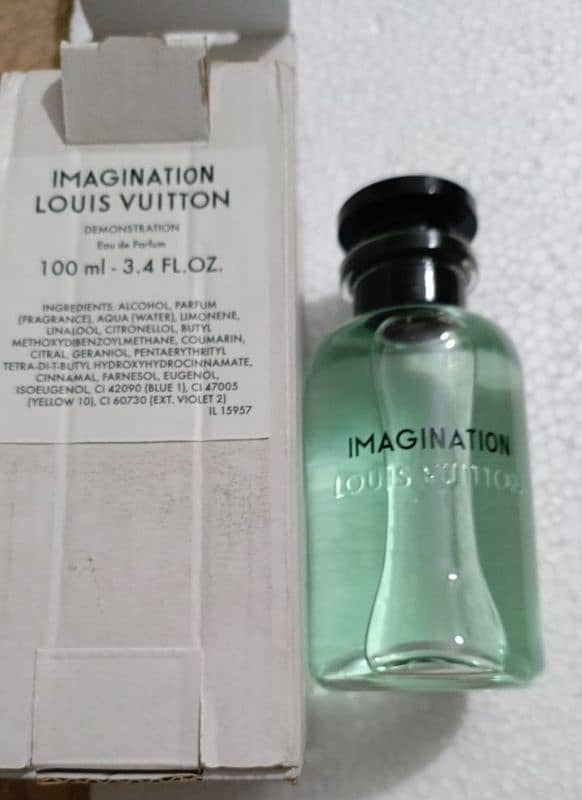 IMAGINATION
LOUIS VUITTON
DEMONSTRATION
Eau de Parfum
100 ml - 3.4 FL.OZ.
INGREDIENTS: ALCOHOL, PARFUM
(FRAGRANCE), AQUA (WATER), LIMONENE,
LINALOOL, CITRONELLOL, BUTYL
METHOXYDIBENZOYLMETHANE, COUMARIN,
CITRAL, GERANIOL, PENTAERYTHRITYL
TETRA-DI-T-BUTYL HYDROXYHYDROCINNAMATE,
CINNAMAL, FARNESOL, EUGENOL,
ISOEUGENOL, CI 42090 (BLUE 1), CI 47005
(YELLOW 10), CI 60730 (EXT. VIOLET 2)
IL 15957
IMAGINATION
LOUIS VUITTON